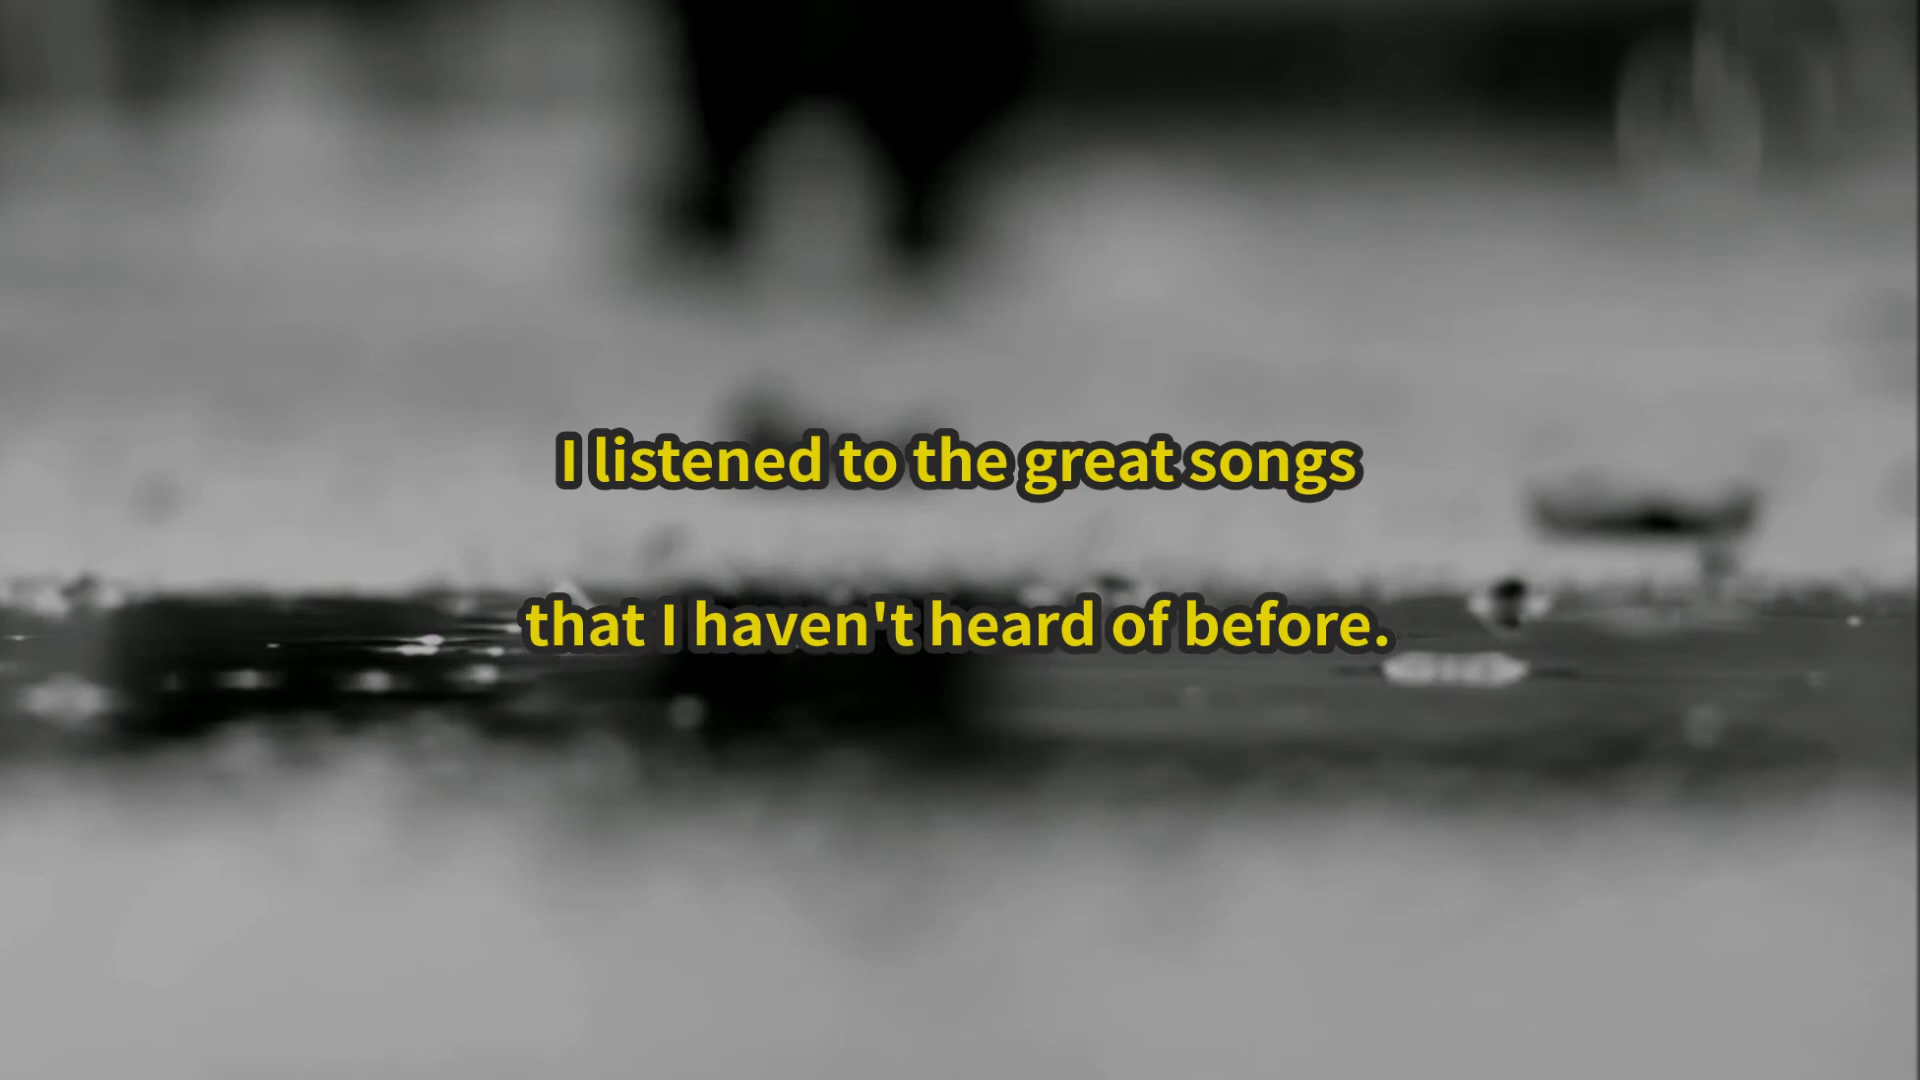 I listened to the great songs
that I haven't heard of before.